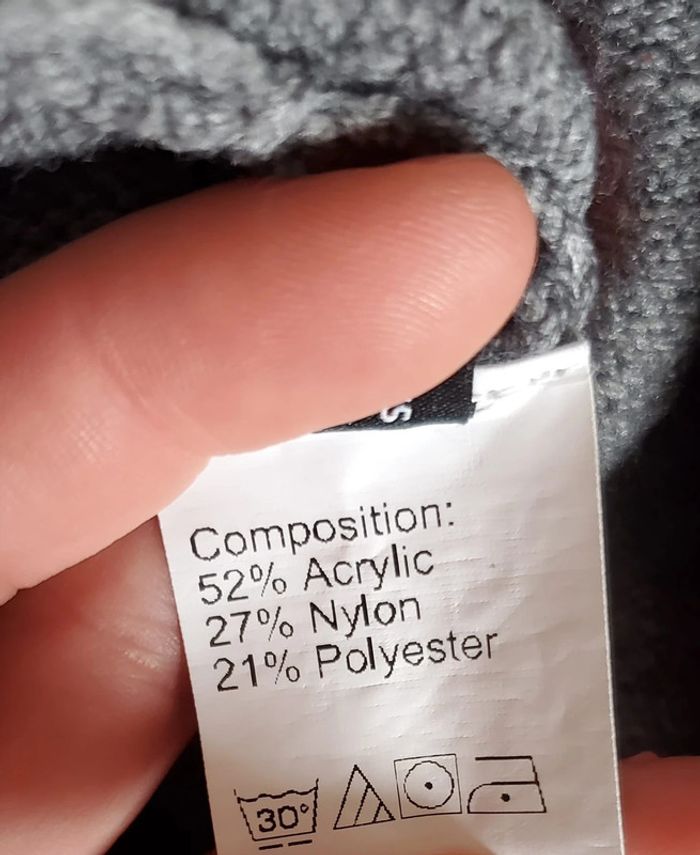 s
Composition:
52% Acrylic
27% Nylon
21% Polyester
30°